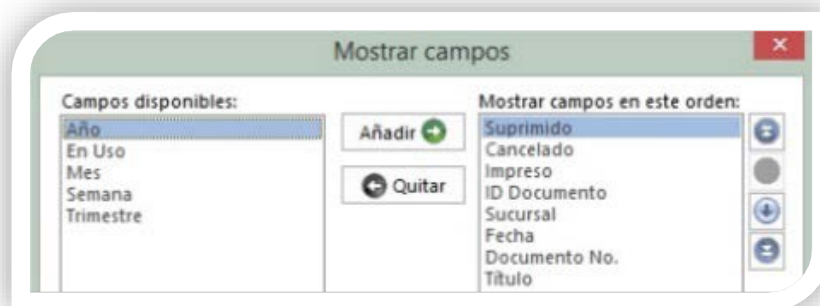 Mostrar campos
Campos disponibles:
Año
En Uso
Mes
Semana
Trimestre
Añadir
Quitar
Mostrar campos en este orden:
Suprimido
Cancelado
Impreso
ID Documento
Sucursal
Fecha
Documento No.
Título